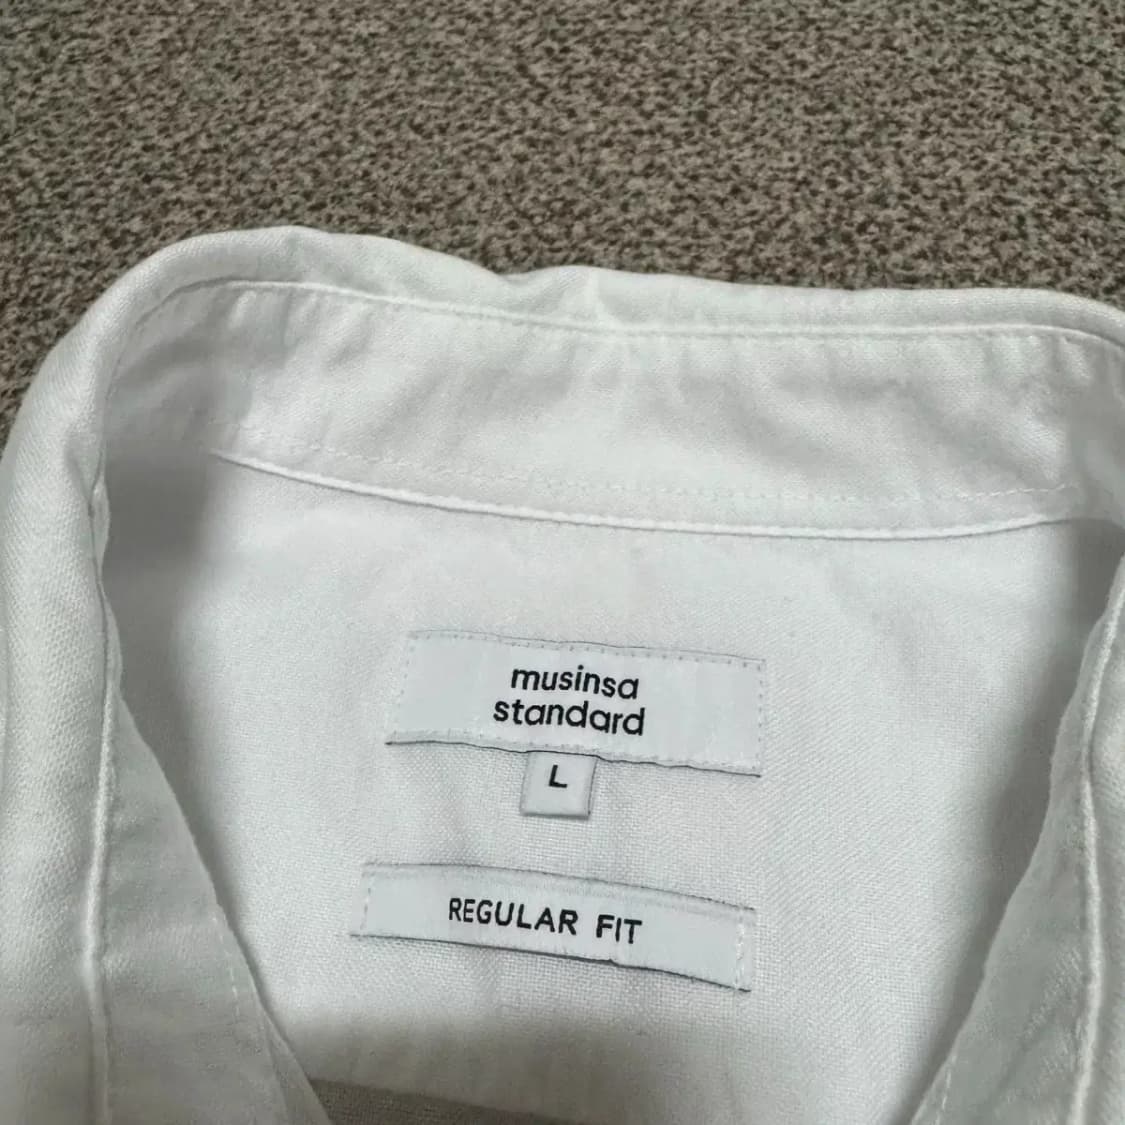 musinsa
standard
L
REGULAR FIT